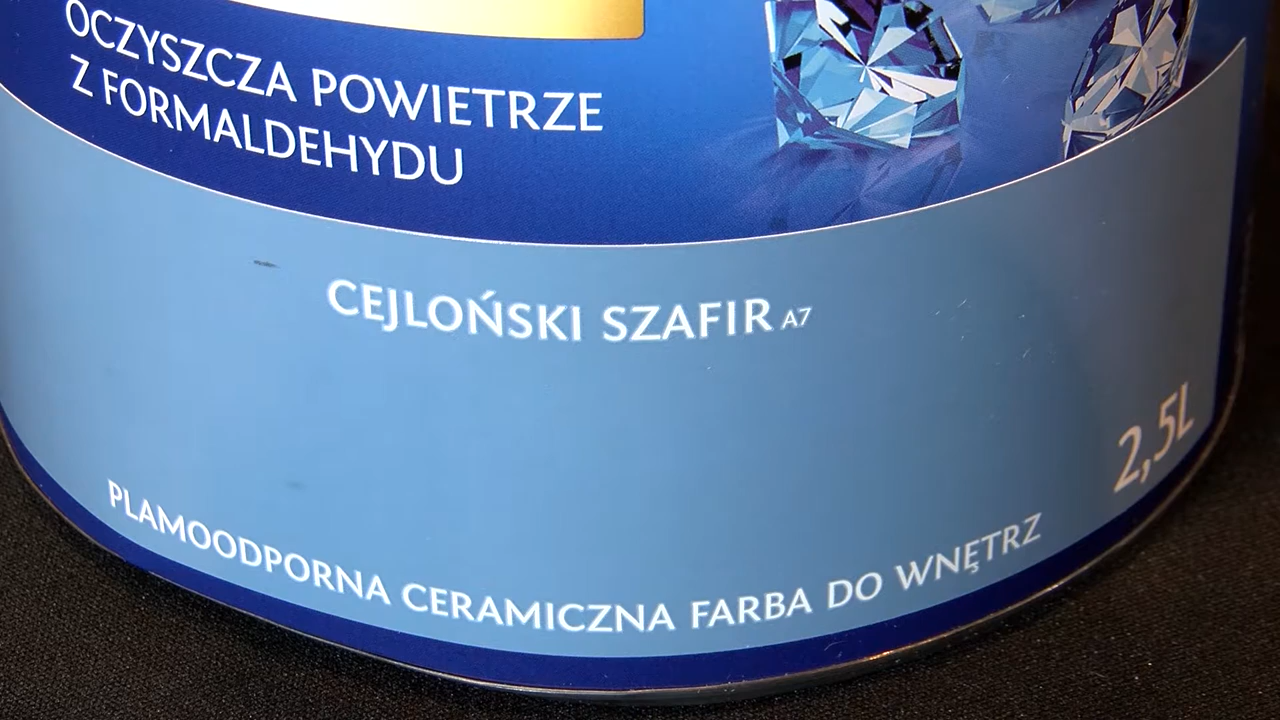 OCZYSZCZA POWIETRZE
Z FORMALDEHYDU
CEJLOŃSKI SZAFIR A7
2,5L
PLAMOODPORNA CERAMICZNA FARBA DO WNĘTRZ